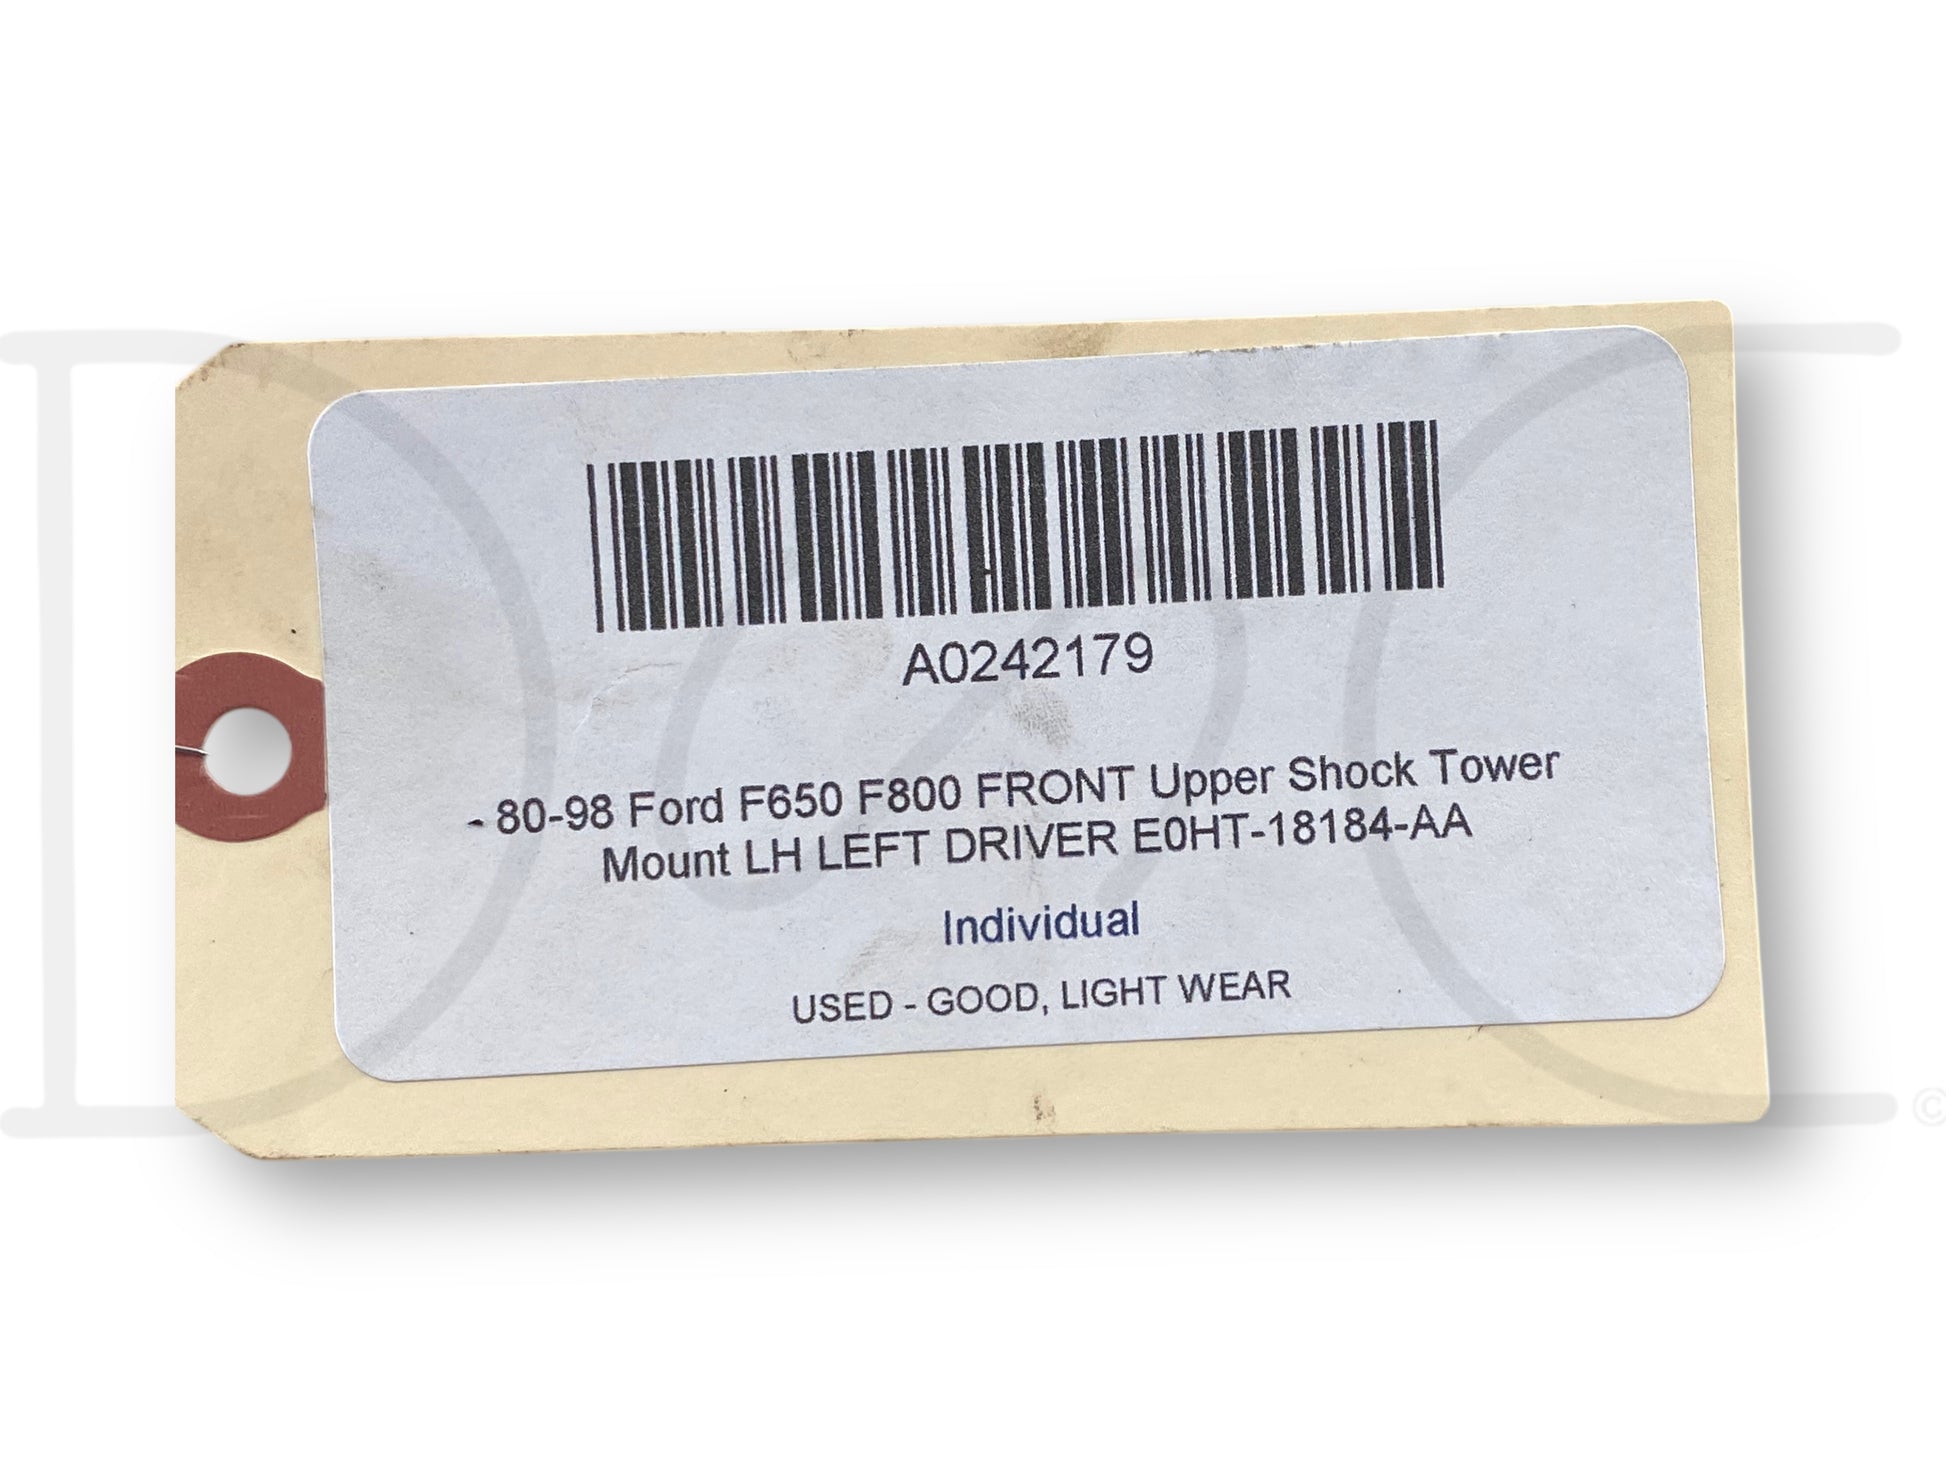 A0242179
- 80-98 Ford F650 F800 FRONT Upper Shock Tower
Mount LH LEFT DRIVER E0HT-18184-AA
Individual
USED - GOOD, LIGHT WEAR
©